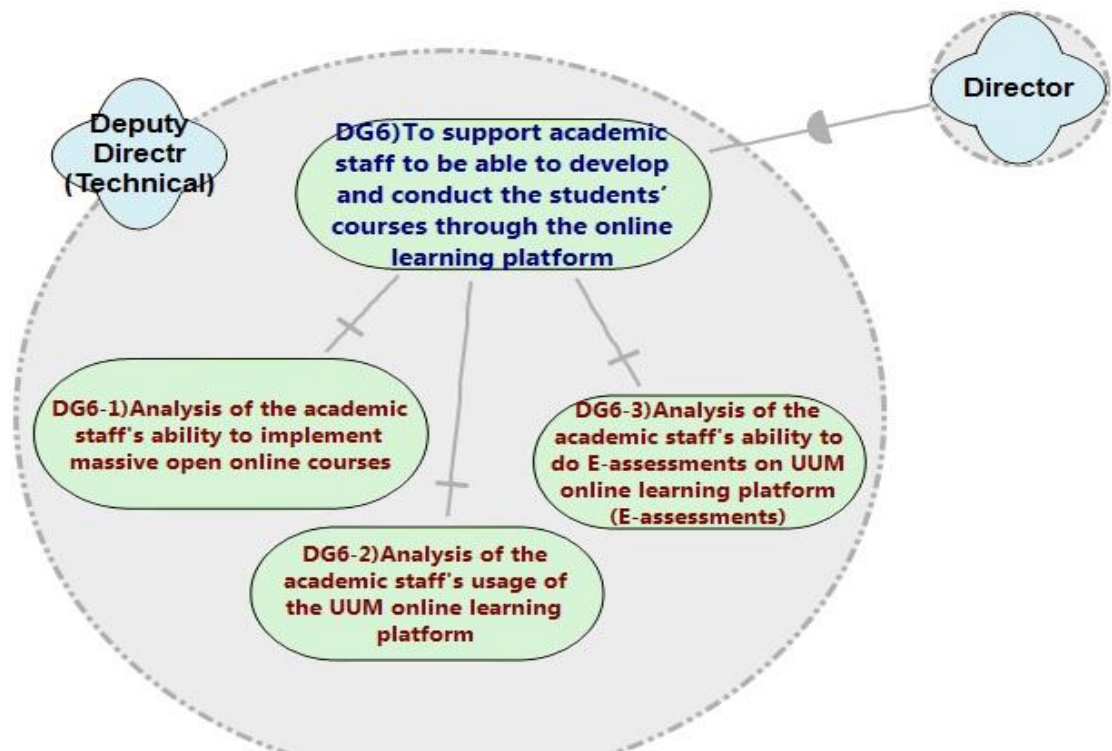 Director
Deputy
Directr
(Technical)
DG6)To support academic
staff to be able to develop
and conduct the students’
courses through the online
learning platform
DG6-1)Analysis of the academic
staff's ability to implement
massive open online courses
DG6-3)Analysis of the
academic staff's ability to
do E-assessments on UUM
online learning platform
(E-assessments)
DG6-2)Analysis of the
academic staff's usage of
the UUM online learning
platform